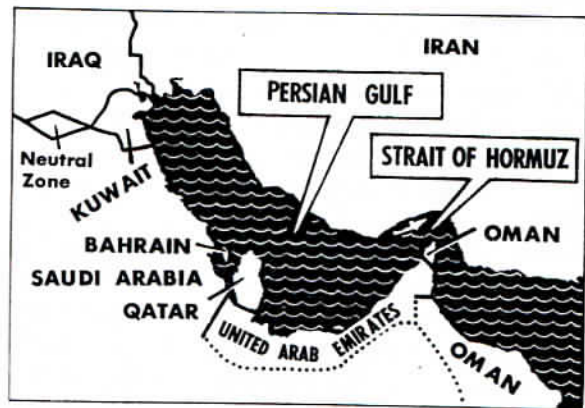 IRAQ
IRAN
PERSIAN GULF
STRAIT OF HORMUZ
Neutral
Zone
KUWAIT
OMAN
BAHRAIN
SAUDI ARABIA
QATAR
UNITED ARAB EMIRATES
OMAN